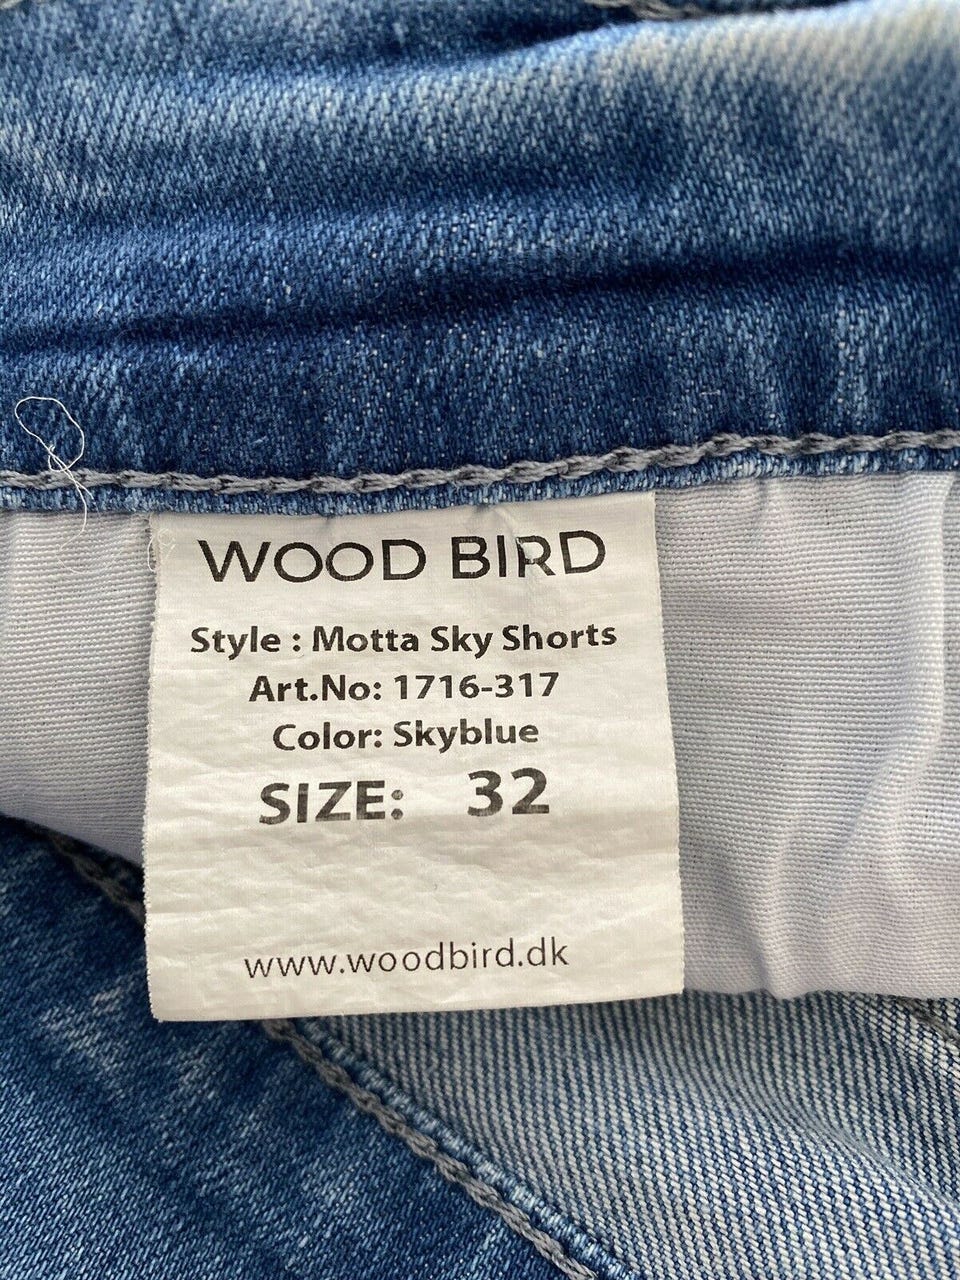 WOOD BIRD
Style : Motta Sky Shorts
Art.No: 1716-317
Color: Skyblue
SIZE: 32
www.woodbird.dk